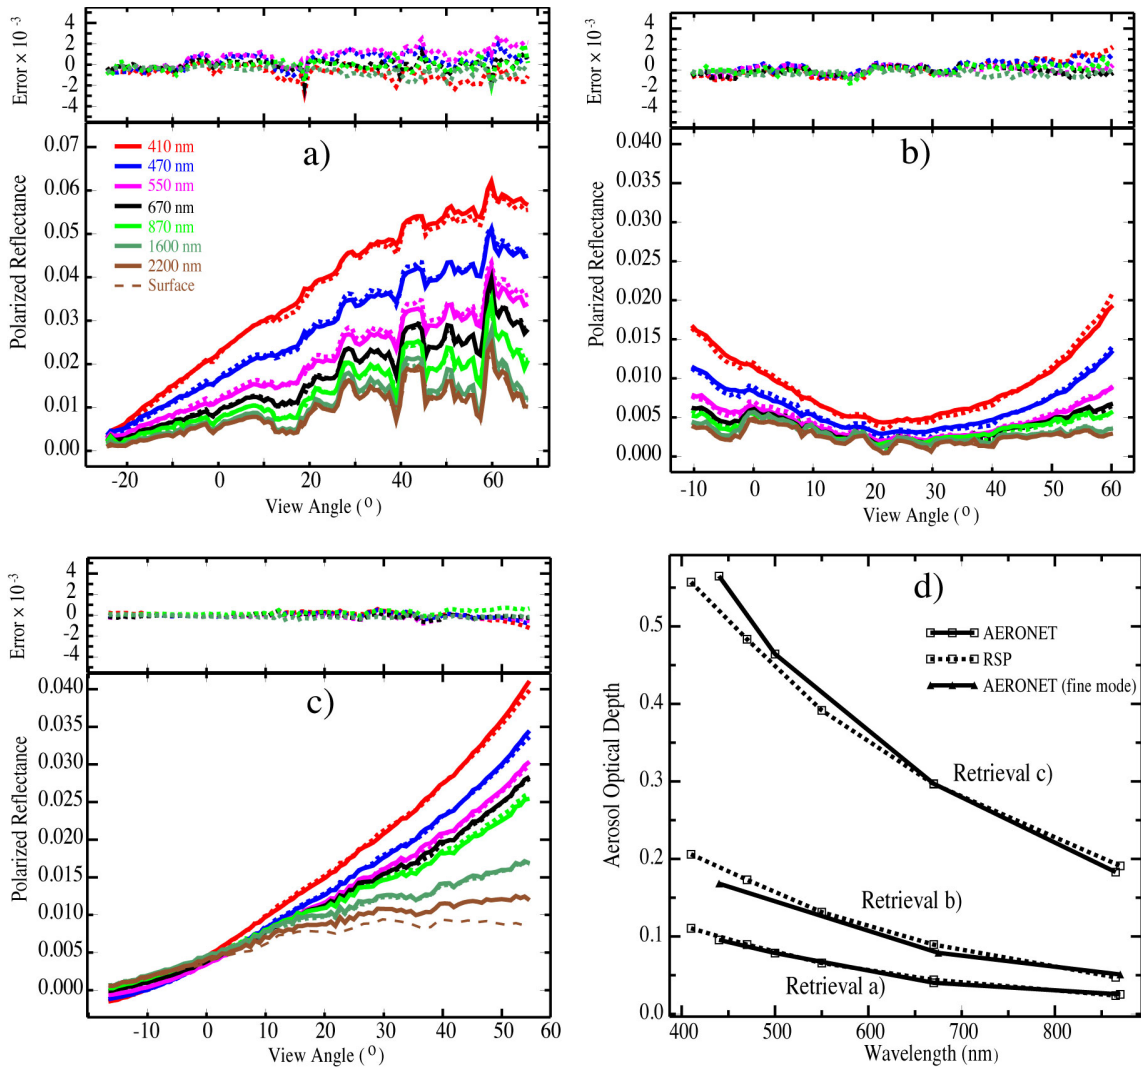 Error × 10 -3
4
2
0
-2
-4
a)
Polarized Reflectance
0.07
0.06
0.05
0.04
0.03
0.02
0.01
0.00
410 nm
470 nm
550 nm
670 nm
870 nm
1600 nm
2200 nm
Surface
-20 0 20 40 60
View Angle (o)
Error × 10 -3
4
2
0
-2
-4
b)
Polarized Reflectance
0.040
0.030
0.020
0.015
0.010
0.005
0.000
-10 0 10 20 30 40 50 60
View Angle (o)
Error × 10 -3
4
2
0
-2
-4
c)
Polarized Reflectance
0.040
0.030
0.025
0.020
0.015
0.010
0.005
0.000
-10 0 10 20 30 40 50 60
View Angle (o)
d)
Aerosol Optical Depth
0.5
0.4
0.3
0.2
0.1
0.0
AERONET
RSP
AERONET (fine mode)
Retrieval c)
Retrieval b)
Retrieval a)
400 500 600 700 800
Wavelength (nm)